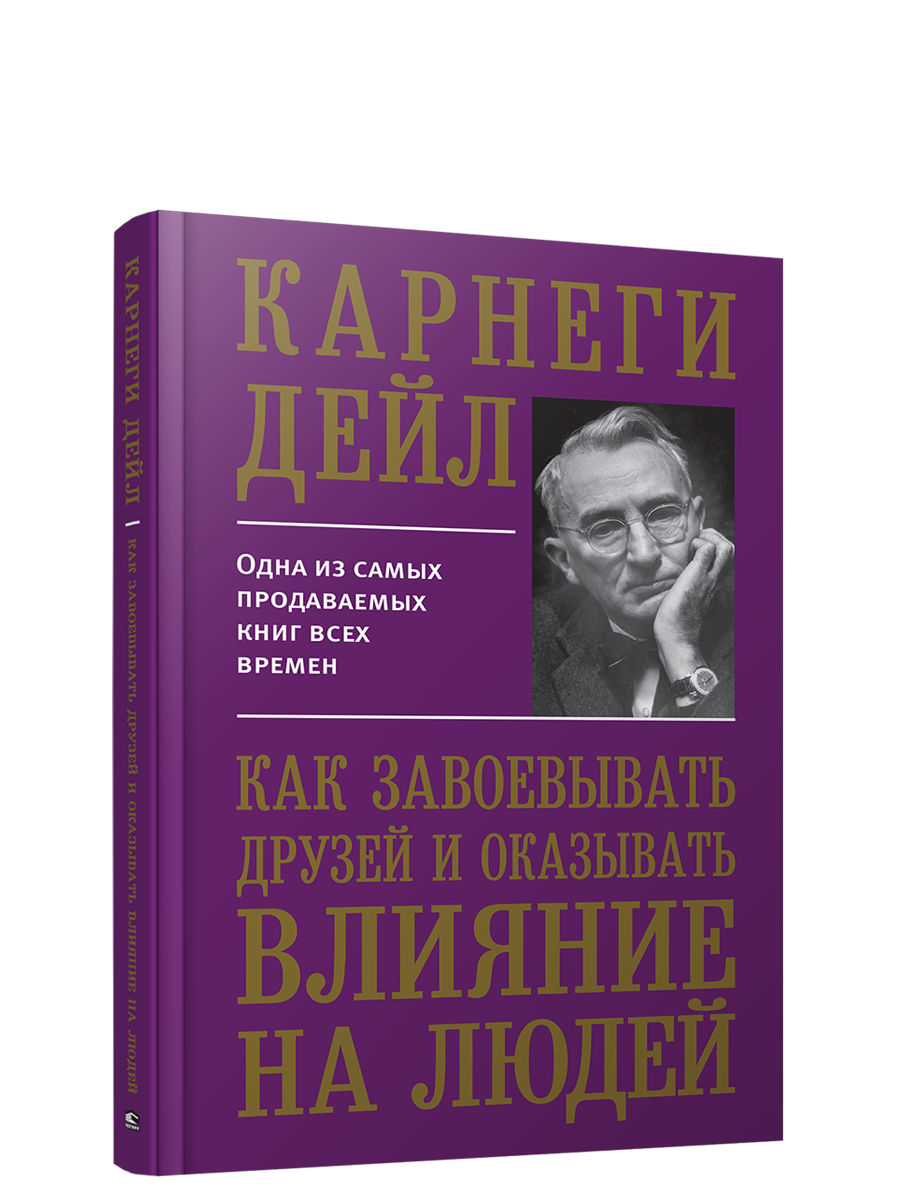 КАРНЕГИ
ДЕЙЛ
Одна из самых
продаваемых
книг всех
времен
КАК ЗАВОЕВЫВАТЬ
ДРУЗЕЙ И ОКАЗЫВАТЬ
ВЛИЯНИЕ
НА ЛЮДЕЙ
КАРНЕГИ ДЕЙЛ | КАК ЗАВОЕВЫВАТЬ ДРУЗЕЙ И ОКАЗЫВАТЬ ВЛИЯНИЕ НА ЛЮДЕЙ